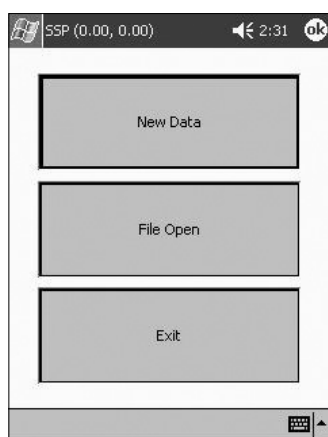 SSP (0.00, 0.00) 2:31 ok
New Data
File Open
Exit